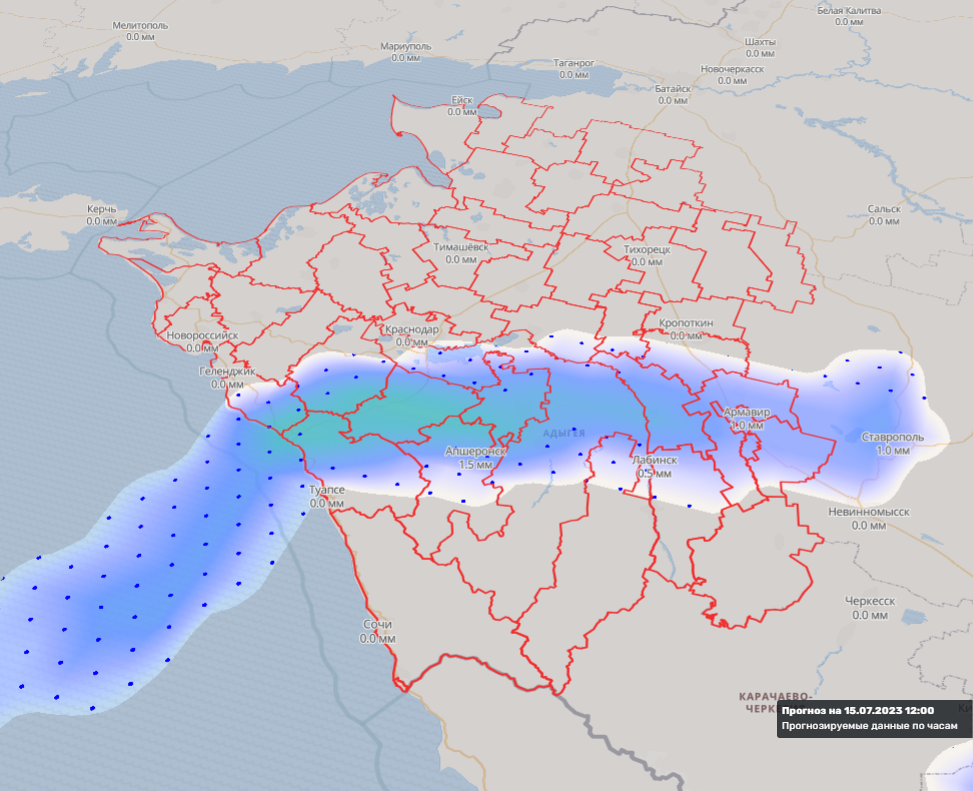 Белая Калитва
0.0 мм
Мелитополь
0.0 мм
Мариуполь
0.0 мм
Шахты
0.0 мм
Таганрог
0.0 мм
Новочеркасск
0.0 мм
Батайск
0.0 мм
Ейск
0.0 мм
Керчь
0.0 мм
Сальск
0.0 мм
Тимашёвск
0.0 мм
Тихорецк
0.0 мм
Новороссийск
0.0 мм
Краснодар
0.0 мм
Кропоткин
0.0 мм
Геленджик
0.0 мм
Армавир
1.0 мм
АДЫГЕЯ
Ставрополь
1.0 мм
Апшеронск
1.5 мм
Лабинск
0.5 мм
Туапсе
0.0 мм
Невинномысск
0.0 мм
Черкесск
0.0 мм
Сочи
0.0 мм
КАРАЧАЕВО-
ЧЕРК
Прогноз на 15.07.2023 12:00
Прогнозируемые данные по часам